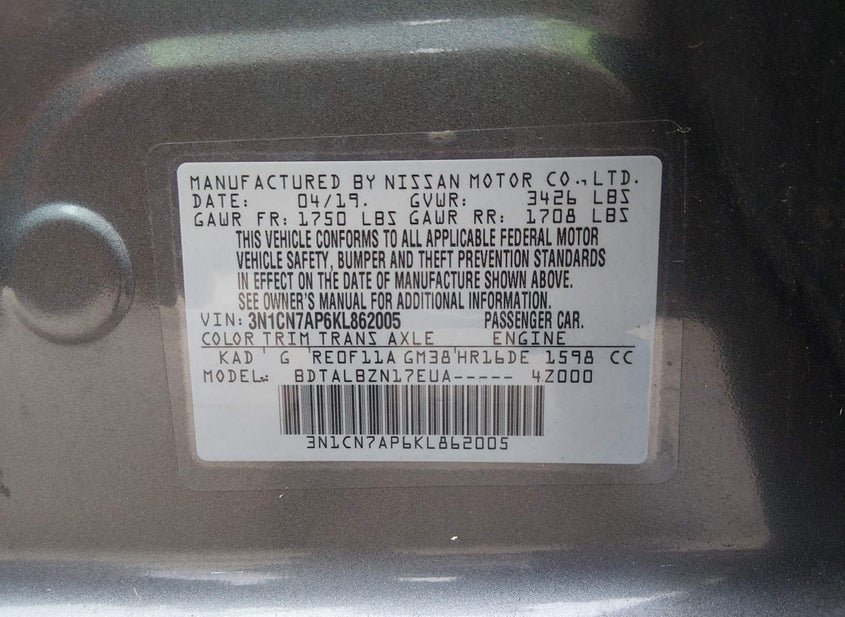 MANUFACTURED BY NISSAN MOTOR CO.,LTD.
DATE: 04/19. GVWR: 3426 LBS
GAWR FR: 1750 LBS GAWR RR: 1708 LBS
THIS VEHICLE CONFORMS TO ALL APPLICABLE FEDERAL MOTOR
VEHICLE SAFETY, BUMPER AND THEFT PREVENTION STANDARDS
IN EFFECT ON THE DATE OF MANUFACTURE SHOWN ABOVE.
SEE OWNER'S MANUAL FOR ADDITIONAL INFORMATION.
VIN: 3N1CN7AP6KL862005 PASSENGER CAR.
COLOR TRIM TRANS AXLE ENGINE
KAD G RE0F11A GM38 HR16DE 1598 CC
MODEL: BDTALBZN17EUA----- 4Z000
3N1CN7AP6KL862005